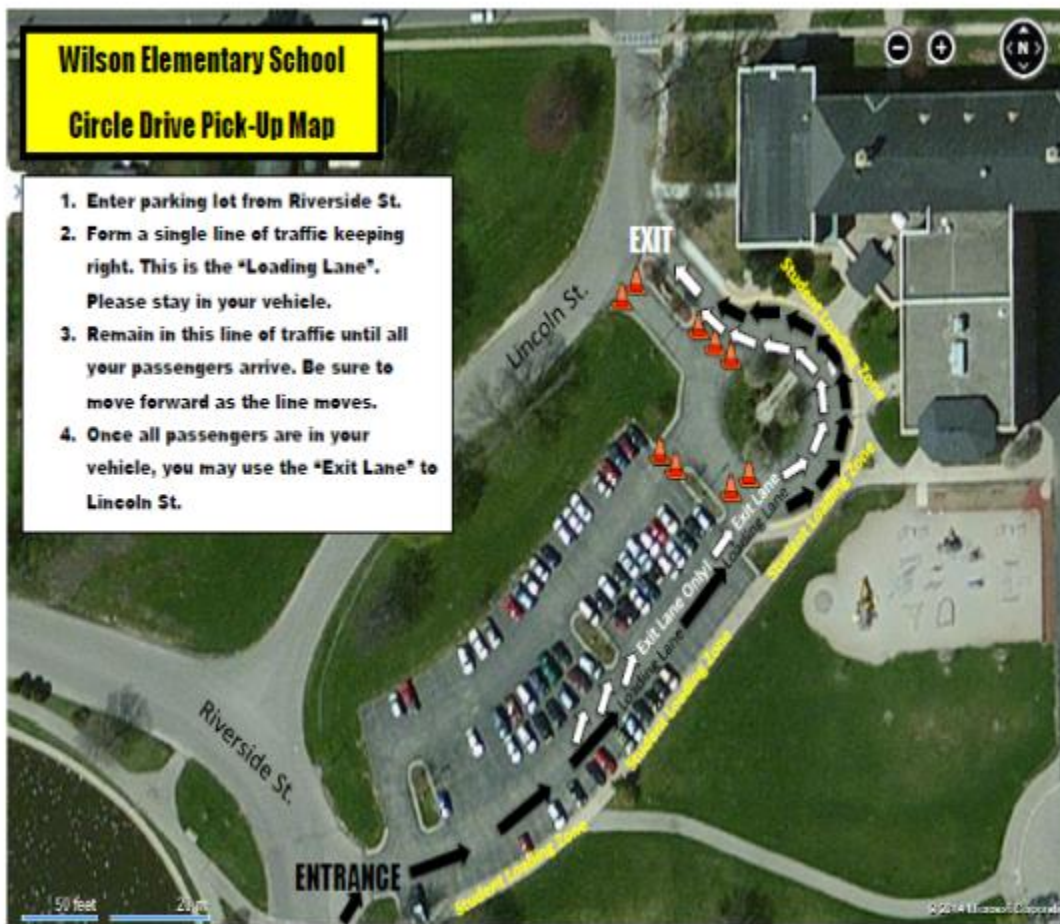 Wilson Elementary School
Circle Drive Pick-Up Map
1. Enter parking lot from Riverside St.
2. Form a single line of traffic keeping
right. This is the “Loading Lane”.
Please stay in your vehicle.
3. Remain in this line of traffic until all
your passengers arrive. Be sure to
move forward as the line moves.
4. Once all passengers are in your
vehicle, you may use the “Exit Lane” to
Lincoln St.
N
EXIT
Lincoln St.
Student Loading Zone
Student Loading Zone
Exit Lane
Loading Lane
Exit Lane Only!
Loading Lane
Student Loading Zone
Riverside St.
ENTRANCE
Student Loading Zone
50 feet
20 m
© 2014 Microsoft Corporati